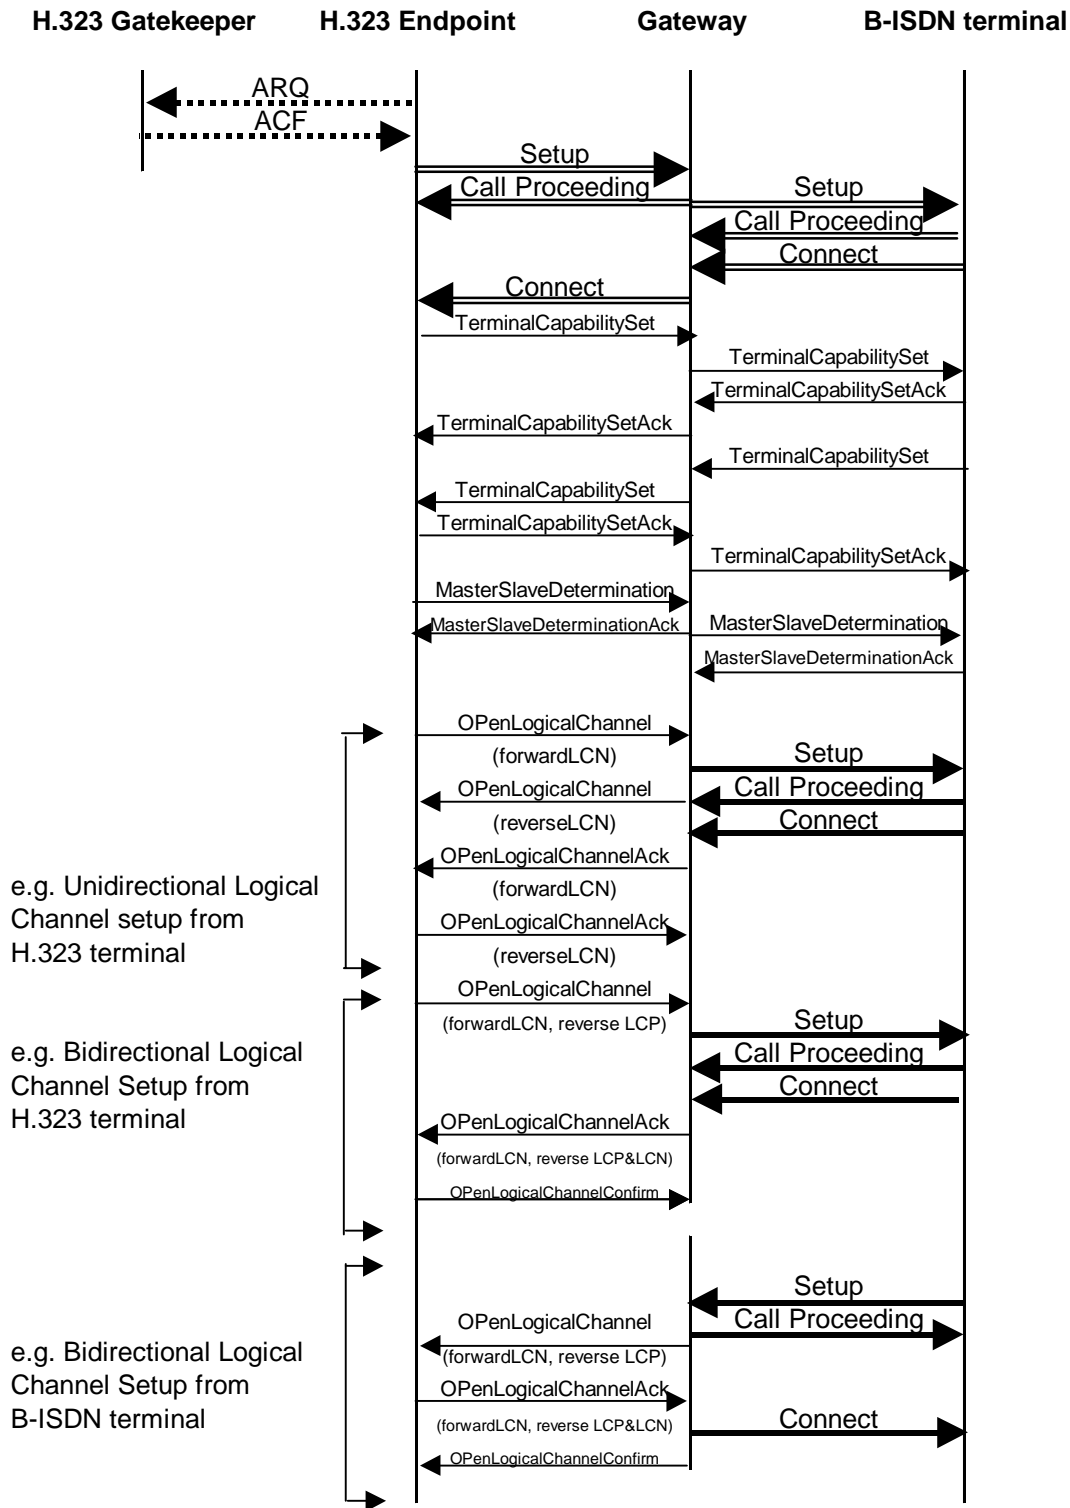 H.323 Gatekeeper H.323 Endpoint Gateway B-ISDN terminal
ARQ
ACF
Setup
Call Proceeding Setup
Call Proceeding
Connect
Connect
TerminalCapabilitySet
TerminalCapabilitySet
TerminalCapabilitySetAck
TerminalCapabilitySetAck
TerminalCapabilitySet
TerminalCapabilitySet
TerminalCapabilitySetAck
TerminalCapabilitySetAck
MasterSlaveDetermination
MasterSlaveDeterminationAck MasterSlaveDetermination
MasterSlaveDeterminationAck
OPenLogicalChannel
(forwardLCN) Setup
OPenLogicalChannel Call Proceeding
(reverseLCN) Connect
OPenLogicalChannelAck
(forwardLCN)
e.g. Unidirectional Logical
Channel setup from
H.323 terminal
OPenLogicalChannelAck
(reverseLCN)
OPenLogicalChannel
(forwardLCN, reverse LCP) Setup
e.g. Bidirectional Logical
Channel Setup from
H.323 terminal
Call Proceeding
Connect
OPenLogicalChannelAck
(forwardLCN, reverse LCP&LCN)
OPenLogicalChannelConfirm
Setup
OPenLogicalChannel Call Proceeding
(forwardLCN, reverse LCP)
e.g. Bidirectional Logical
Channel Setup from
B-ISDN terminal
OPenLogicalChannelAck
(forwardLCN, reverse LCP&LCN) Connect
OPenLogicalChannelConfirm